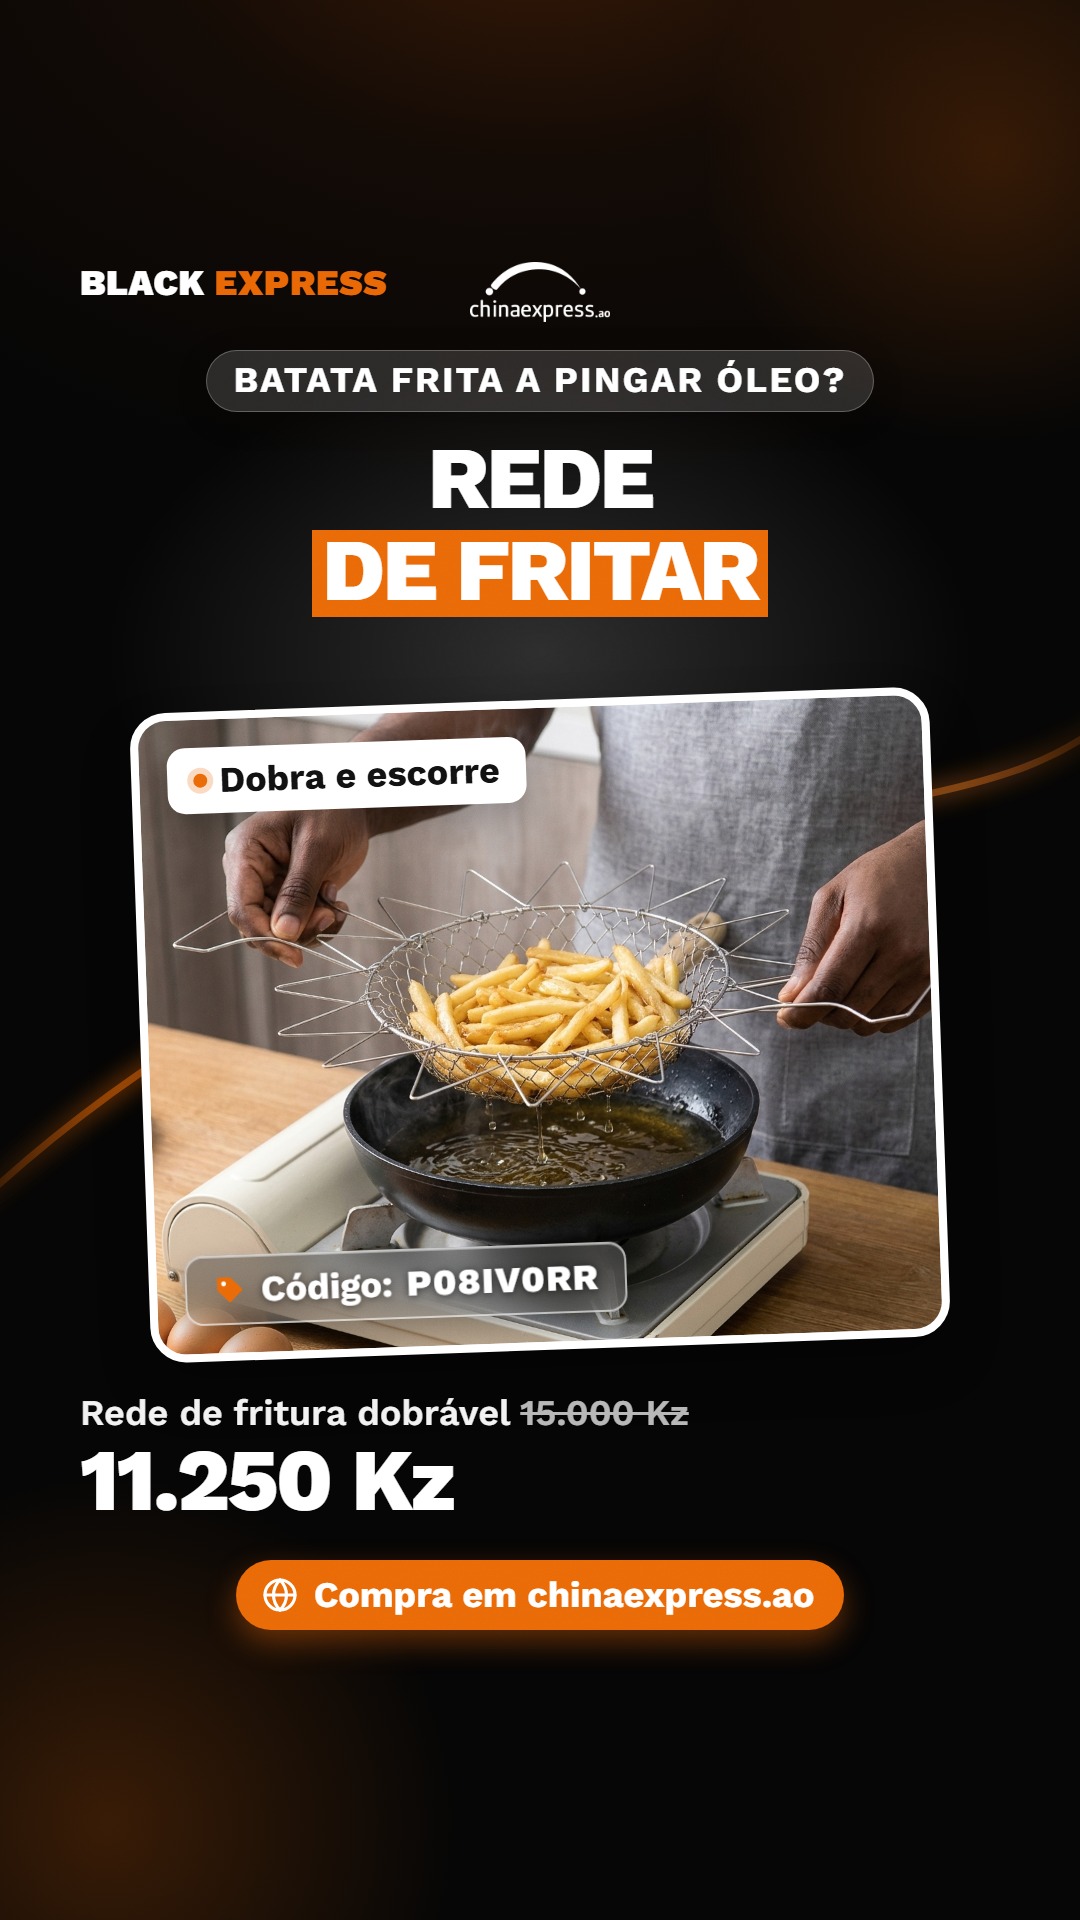 BLACK EXPRESS
chinaexpress.ao
BATATA FRITA A PINGAR ÓLEO?
REDE
DE FRITAR
Dobra e escorre
Código: P08IV0RR
Rede de fritura dobrável 15.000 Kz
11.250 Kz
Compra em chinaexpress.ao